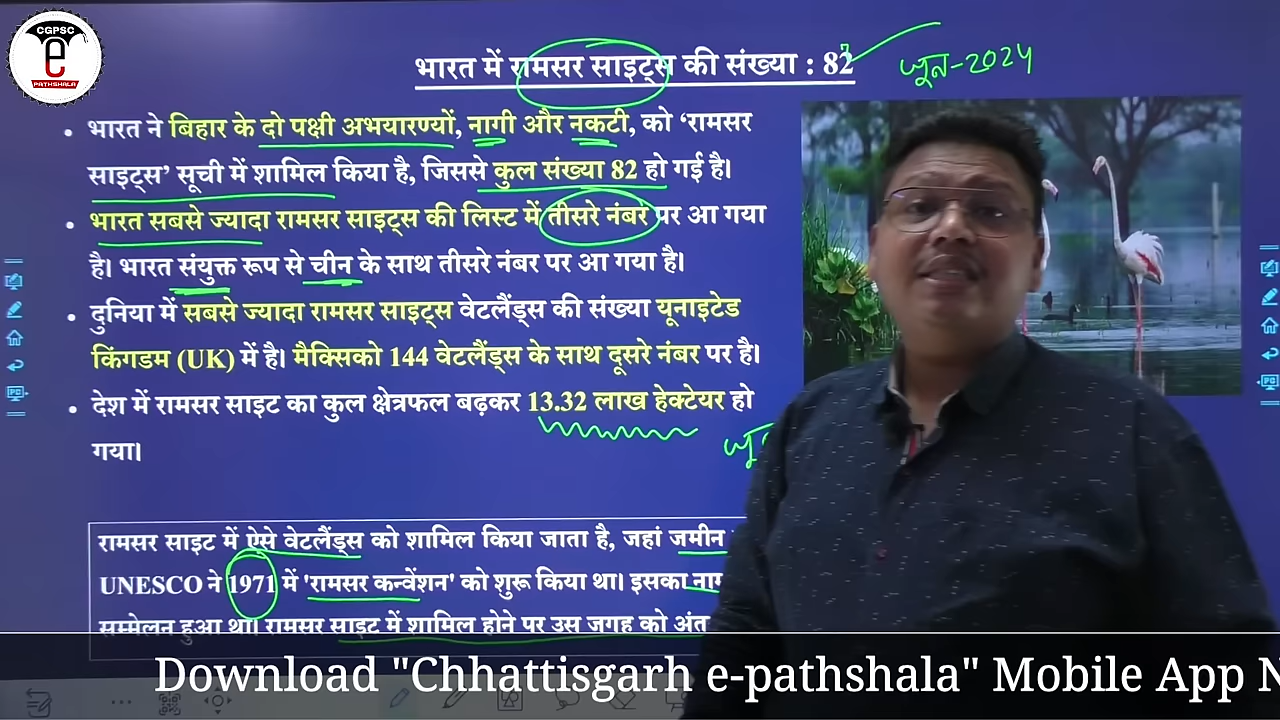 CGPSC
e
PATHSHALA
भारत में रामसर साइट्स की संख्या : 82
जून-2024
• भारत ने बिहार के दो पक्षी अभयारण्यों, नागी और नकटी, को ‘रामसर
साइट्स’ सूची में शामिल किया है, जिससे कुल संख्या 82 हो गई है।
• भारत सबसे ज्यादा रामसर साइट्स की लिस्ट में तीसरे नंबर पर आ गया
है। भारत संयुक्त रूप से चीन के साथ तीसरे नंबर पर आ गया है।
• दुनिया में सबसे ज्यादा रामसर साइट्स वेटलैंड्स की संख्या यूनाइटेड
किंगडम (UK) में है। मैक्सिको 144 वेटलैंड्स के साथ दूसरे नंबर पर है।
• देश में रामसर साइट का कुल क्षेत्रफल बढ़कर 13.32 लाख हेक्टेयर हो
गया।
रामसर साइट में ऐसे वेटलैंड्स को शामिल किया जाता है, जहां जमीन
UNESCO ने 1971 में 'रामसर कन्वेंशन' को शुरू किया था। इसका
सम्मेलन हुआ था। रामसर साइट में शामिल होने पर उस जगह को
Download "Chhattisgarh e-pathshala" Mobile App